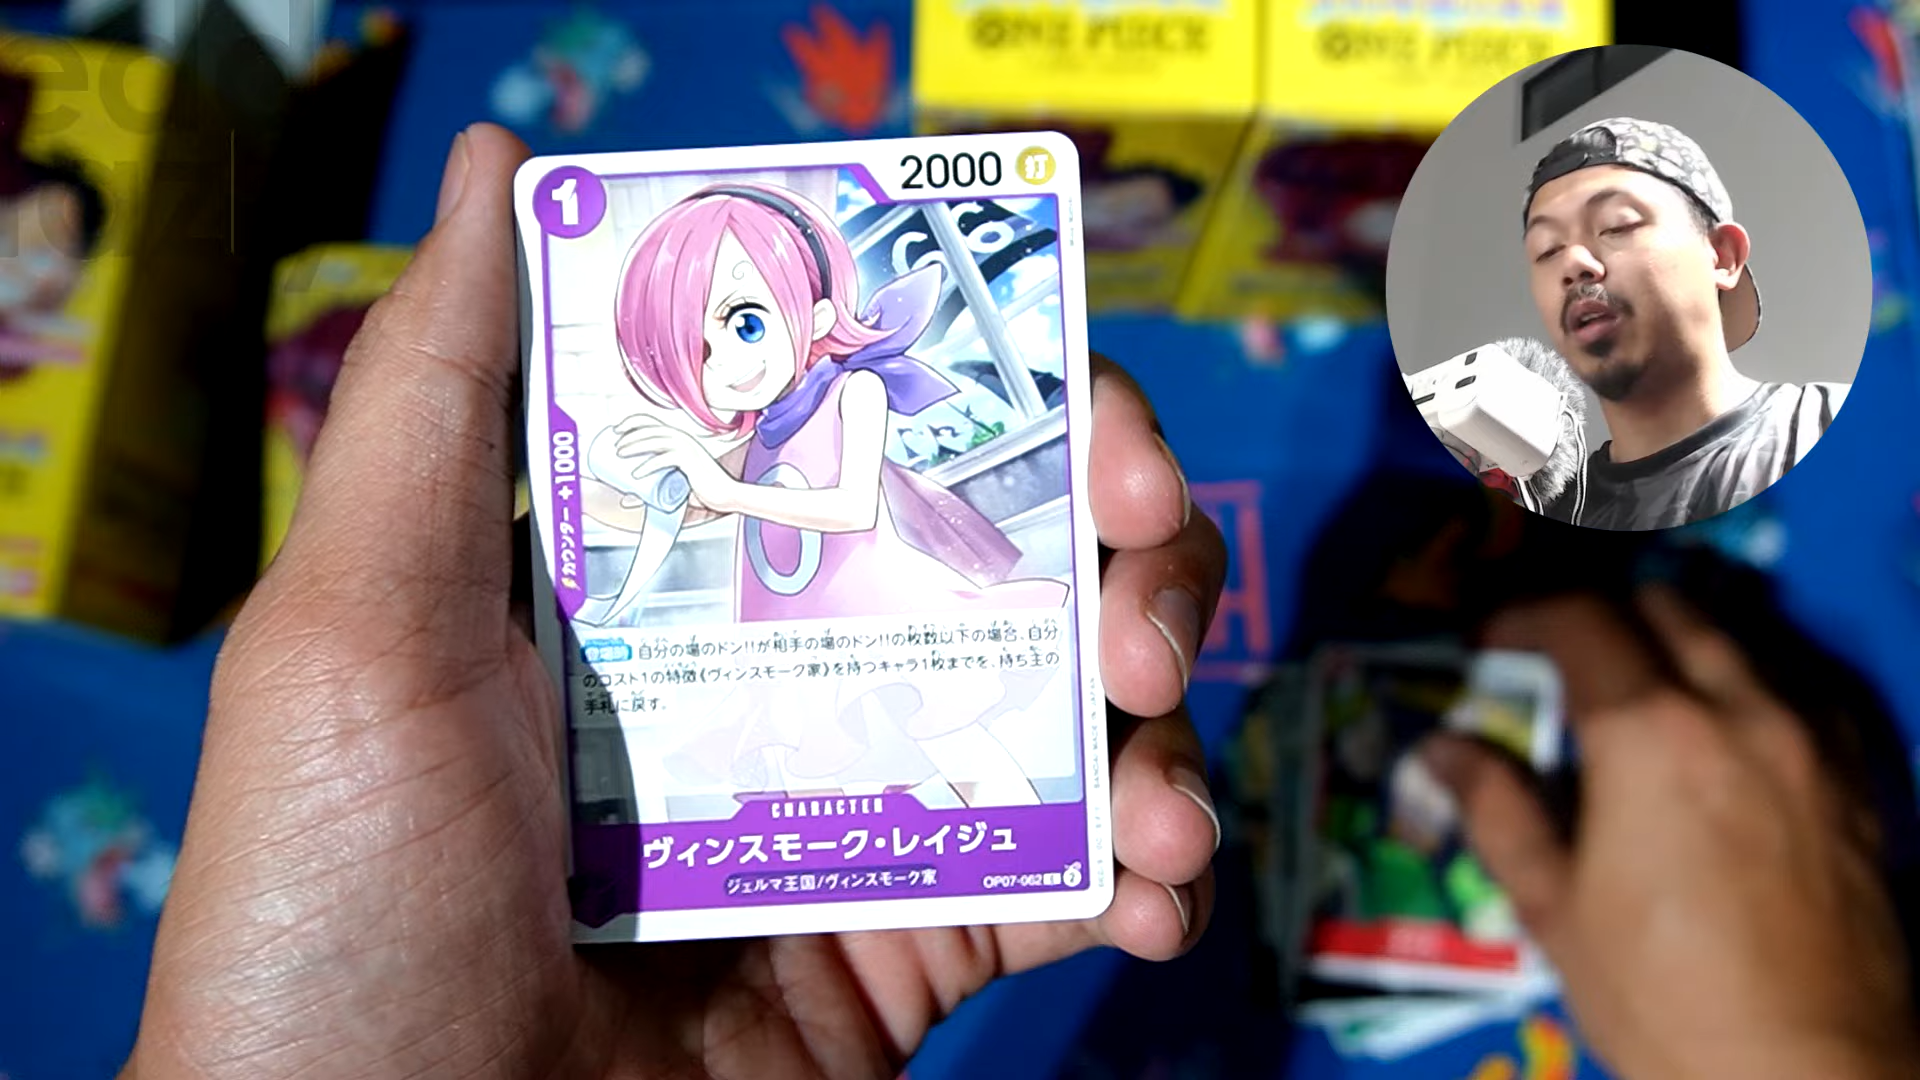 ONE PIECE
ONE PIECE
1
2000 打
カウンター +1000
登場時 自分の場のドン!!が相手の場のドン!!の枚数以下の場合、自分
のコスト1の特徴《ヴィンスモーク家》を持つキャラ1枚までを、持ち主の
手札に戻す。
CHARACTER
ヴィンスモーク・レイジュ
ジェルマ王国/ヴィンスモーク家
OP07-062 C